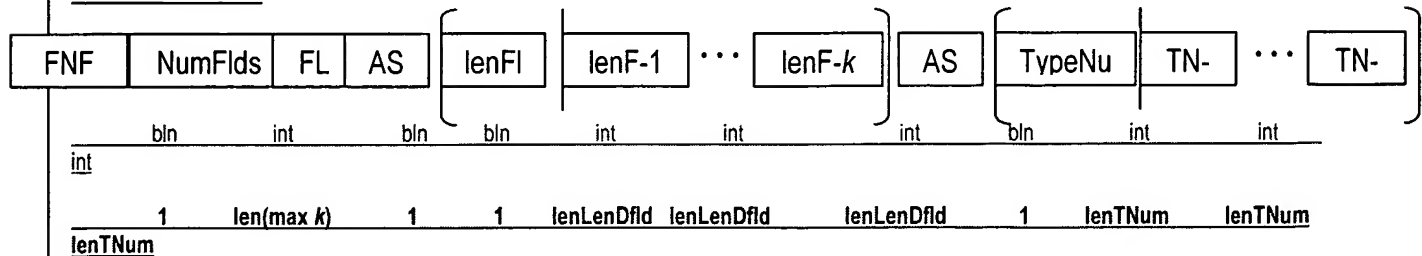 FNF NumFlds FL AS lenFl lenF-1 ··· lenF-k AS TypeNu TN- ··· TN-
bln int bln bln int int int bln int int
int
1 len(max k) 1 1 lenLenDfld lenLenDfld lenLenDfld 1 lenTNum lenTNum
lenTNum